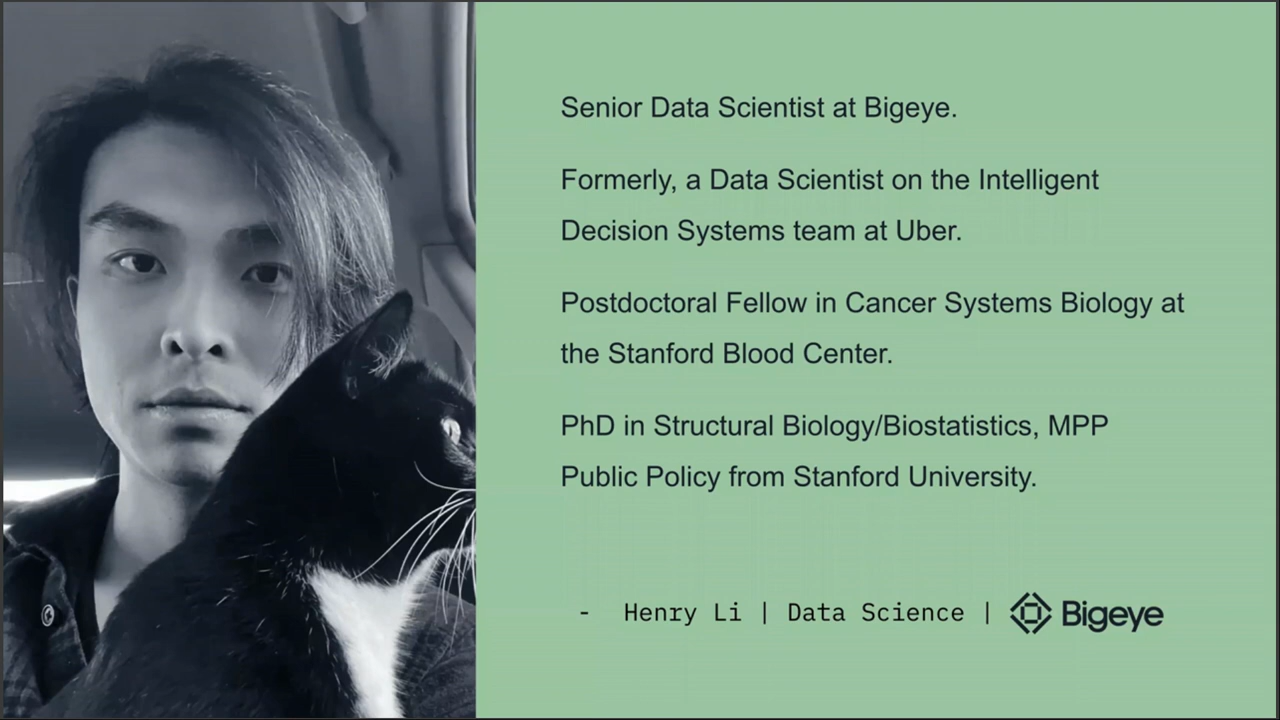 Senior Data Scientist at Bigeye.
Formerly, a Data Scientist on the Intelligent
Decision Systems team at Uber.
Postdoctoral Fellow in Cancer Systems Biology at
the Stanford Blood Center.
PhD in Structural Biology/Biostatistics, MPP
Public Policy from Stanford University.
- Henry Li | Data Science | Bigeye